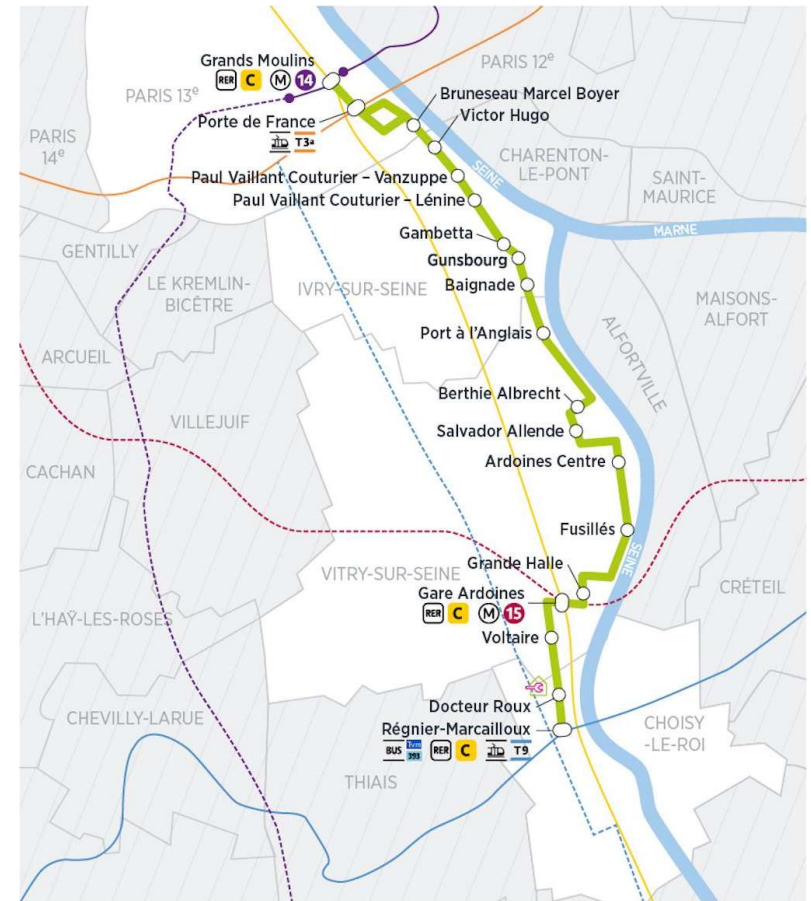 Grands Moulins
RER C M 14
PARIS 12e
PARIS 13e
Bruneseau Marcel Boyer
Porte de France
Victor Hugo
T3a
PARIS
14e
CHARENTON-
LE-PONT
SEINE
Paul Vaillant Couturier – Vanzuppe
SAINT-
MAURICE
Paul Vaillant Couturier – Lénine
MARNE
Gambetta
GENTILLY
Gunsbourg
LE KREMLIN-
BICÊTRE
IVRY-SUR-SEINE
Baignade
MAISONS-
ALFORT
Port à l'Anglais
ALFORTVILLE
ARCUEIL
Berthie Albrecht
VILLEJUIF
Salvador Allende
CACHAN
Ardoines Centre
Fusillés
SEINE
Grande Halle
VITRY-SUR-SEINE
CRÉTEIL
Gare Ardoines
RER C M 15
L'HAŸ-LES-ROSES
Voltaire
Docteur Roux
CHEVILLY-LARUE
Régnier-Marcailloux
CHOISY
-LE-ROI
BUS Tvm 393 RER C T9
THIAIS